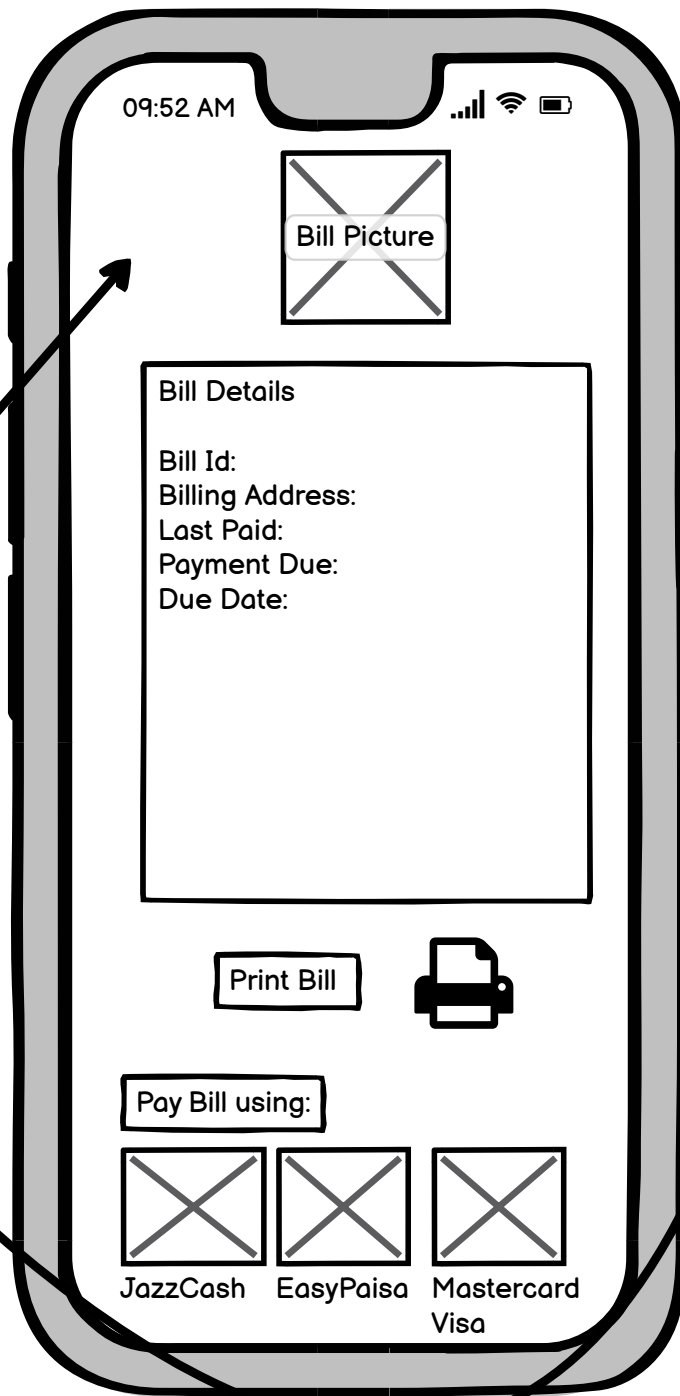 09:52 AM
Bill Picture
Bill Details
Bill Id:
Billing Address:
Last Paid:
Payment Due:
Due Date:
Print Bill
Pay Bill using:
JazzCash
EasyPaisa
Mastercard
Visa